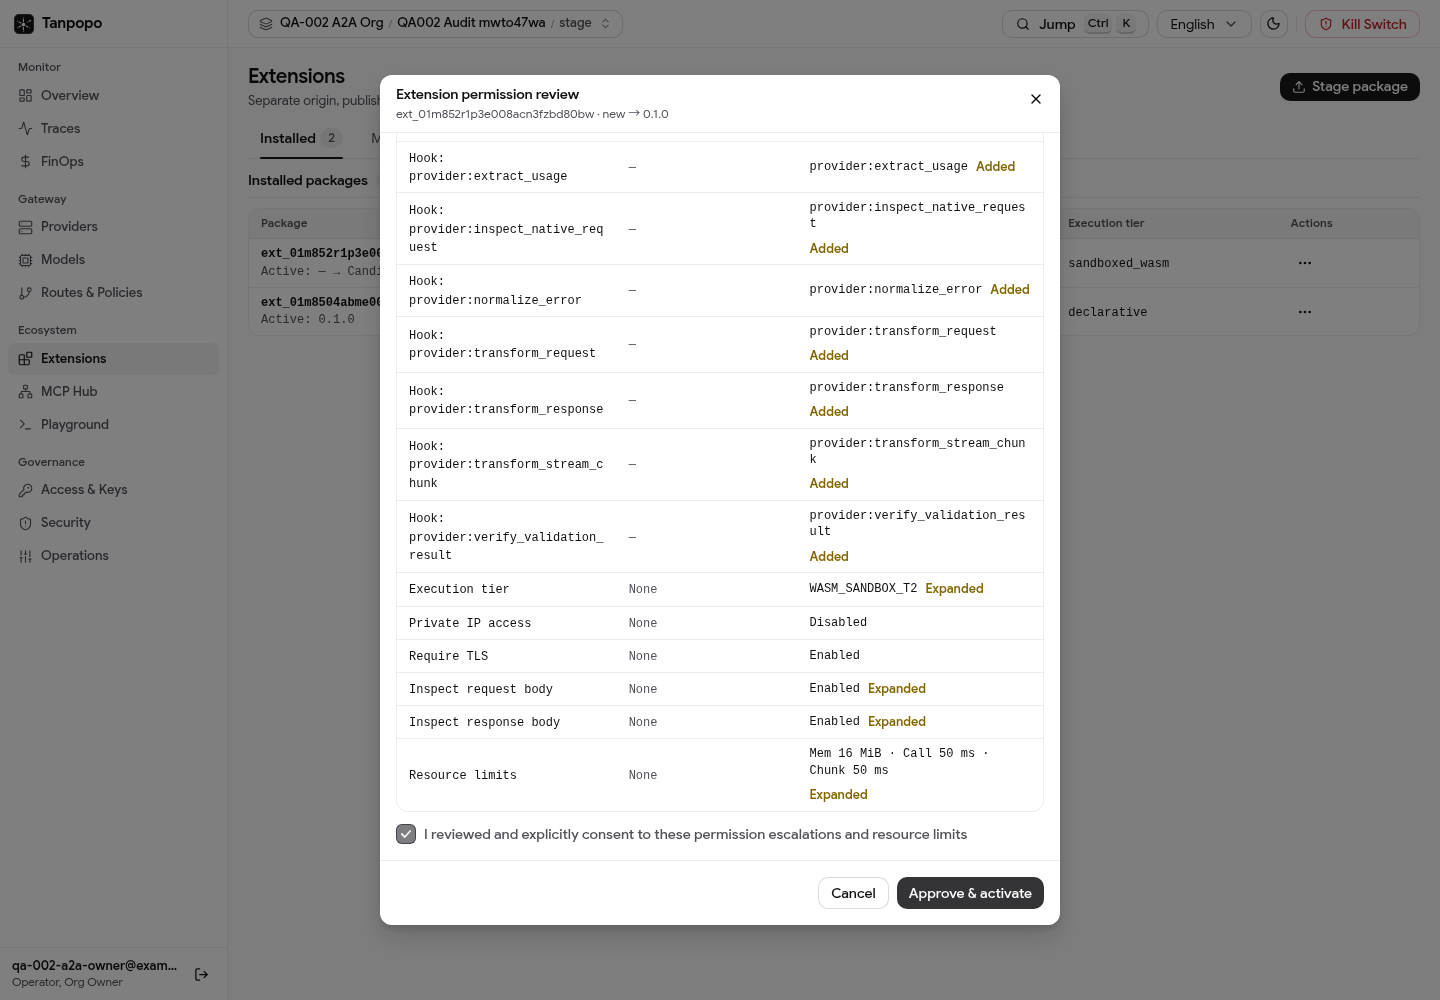 Tanpopo
QA-002 A2A Org / QA002 Audit mwto47wa / stage
Jump Ctrl K
English
Kill Switch
Monitor
Overview
Traces
FinOps
Gateway
Providers
Models
Routes & Policies
Ecosystem
Extensions
MCP Hub
Playground
Governance
Access & Keys
Security
Operations
qa-002-a2a-owner@exam...
Operator, Org Owner
Extensions
Separate origin, publish
Stage package
Installed 2
M
Installed packages
Package
Execution tier
Actions
ext_01m852r1p3e00
Active: — → Candi
sandboxed_wasm
ext_01m8504abme00
Active: 0.1.0
declarative
Extension permission review
ext_01m852r1p3e008acn3fzbd80bw · new → 0.1.0
Hook:
provider:extract_usage
—
provider:extract_usage Added
Hook:
provider:inspect_native_req
uest
—
provider:inspect_native_reques
t
Added
Hook:
provider:normalize_error
—
provider:normalize_error Added
Hook:
provider:transform_request
—
provider:transform_request
Added
Hook:
provider:transform_response
—
provider:transform_response
Added
Hook:
provider:transform_stream_c
hunk
—
provider:transform_stream_chun
k
Added
Hook:
provider:verify_validation_
result
—
provider:verify_validation_res
ult
Added
Execution tier
None
WASM_SANDBOX_T2 Expanded
Private IP access
None
Disabled
Require TLS
None
Enabled
Inspect request body
None
Enabled Expanded
Inspect response body
None
Enabled Expanded
Resource limits
None
Mem 16 MiB · Call 50 ms ·
Chunk 50 ms
Expanded
I reviewed and explicitly consent to these permission escalations and resource limits
Cancel
Approve & activate